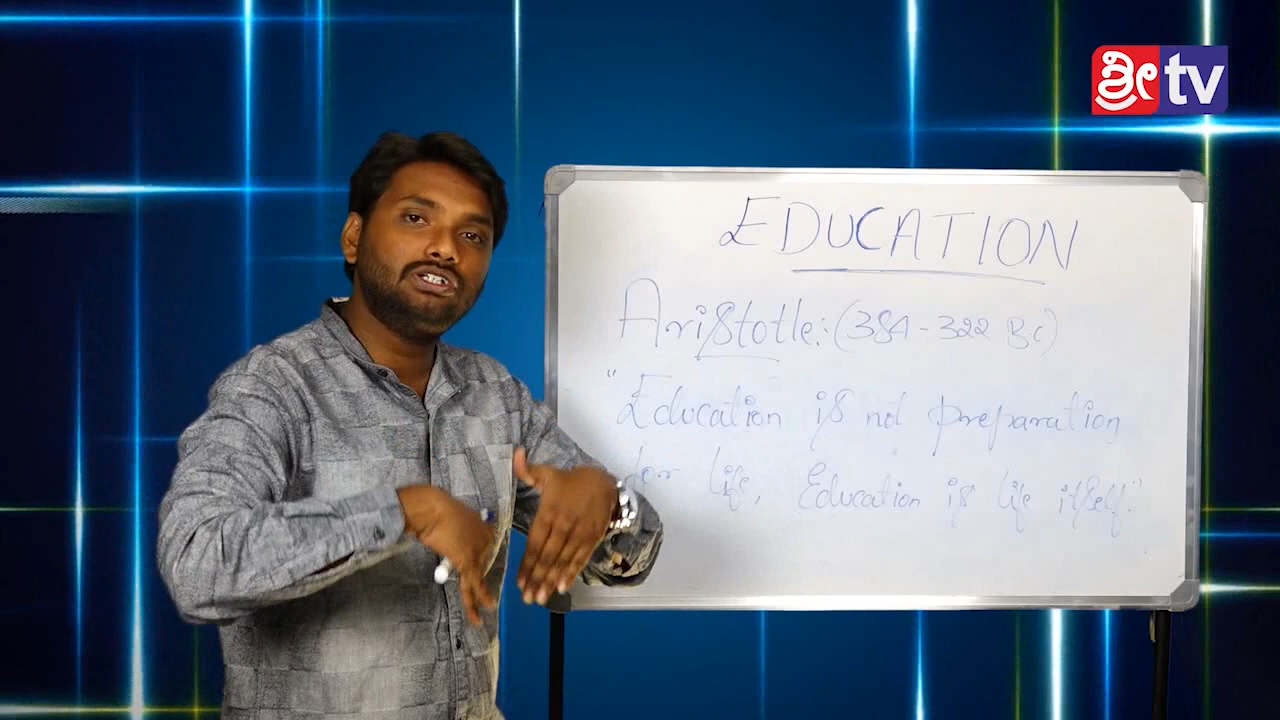 శ్రీ tv
EDUCATION
Aristotle: (384 - 322 BC)
"Education is not preparation
for life, Education is life itself."